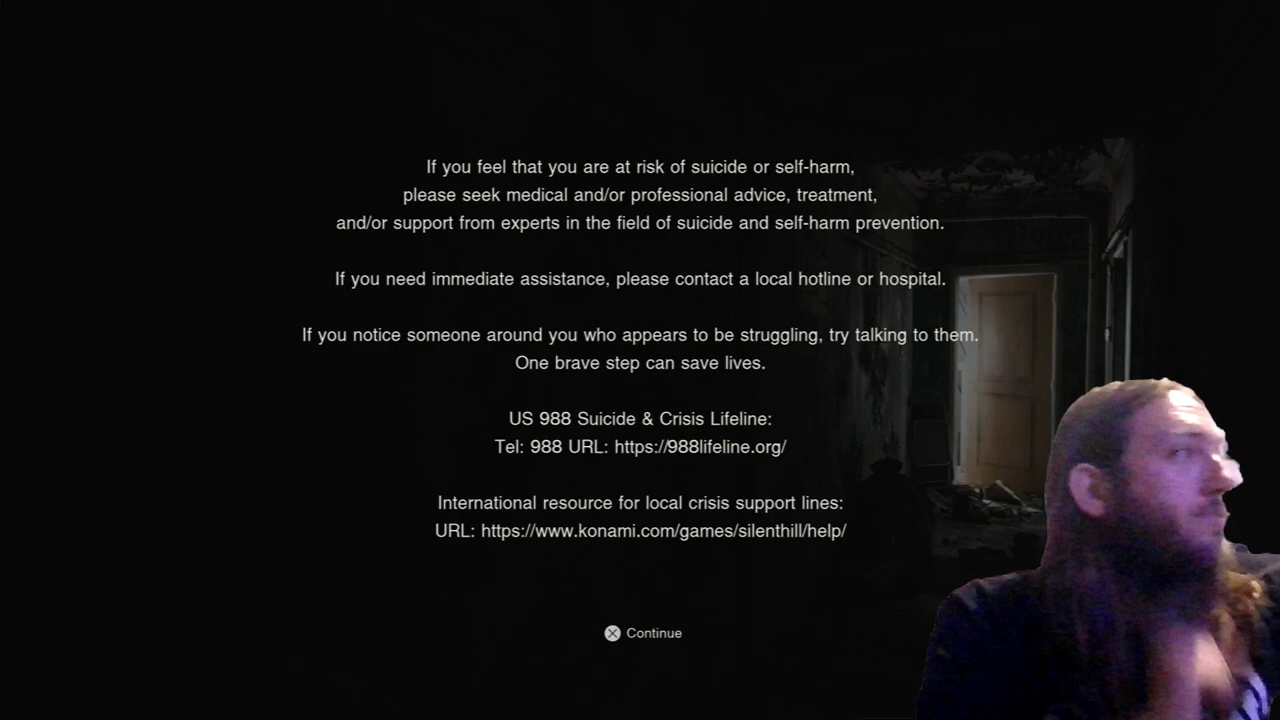 If you feel that you are at risk of suicide or self-harm,
please seek medical and/or professional advice, treatment,
and/or support from experts in the field of suicide and self-harm prevention.
If you need immediate assistance, please contact a local hotline or hospital.
If you notice someone around you who appears to be struggling, try talking to them.
One brave step can save lives.
US 988 Suicide & Crisis Lifeline:
Tel: 988 URL: https://988lifeline.org/
International resource for local crisis support lines:
URL: https://www.konami.com/games/silenthill/help/
Continue